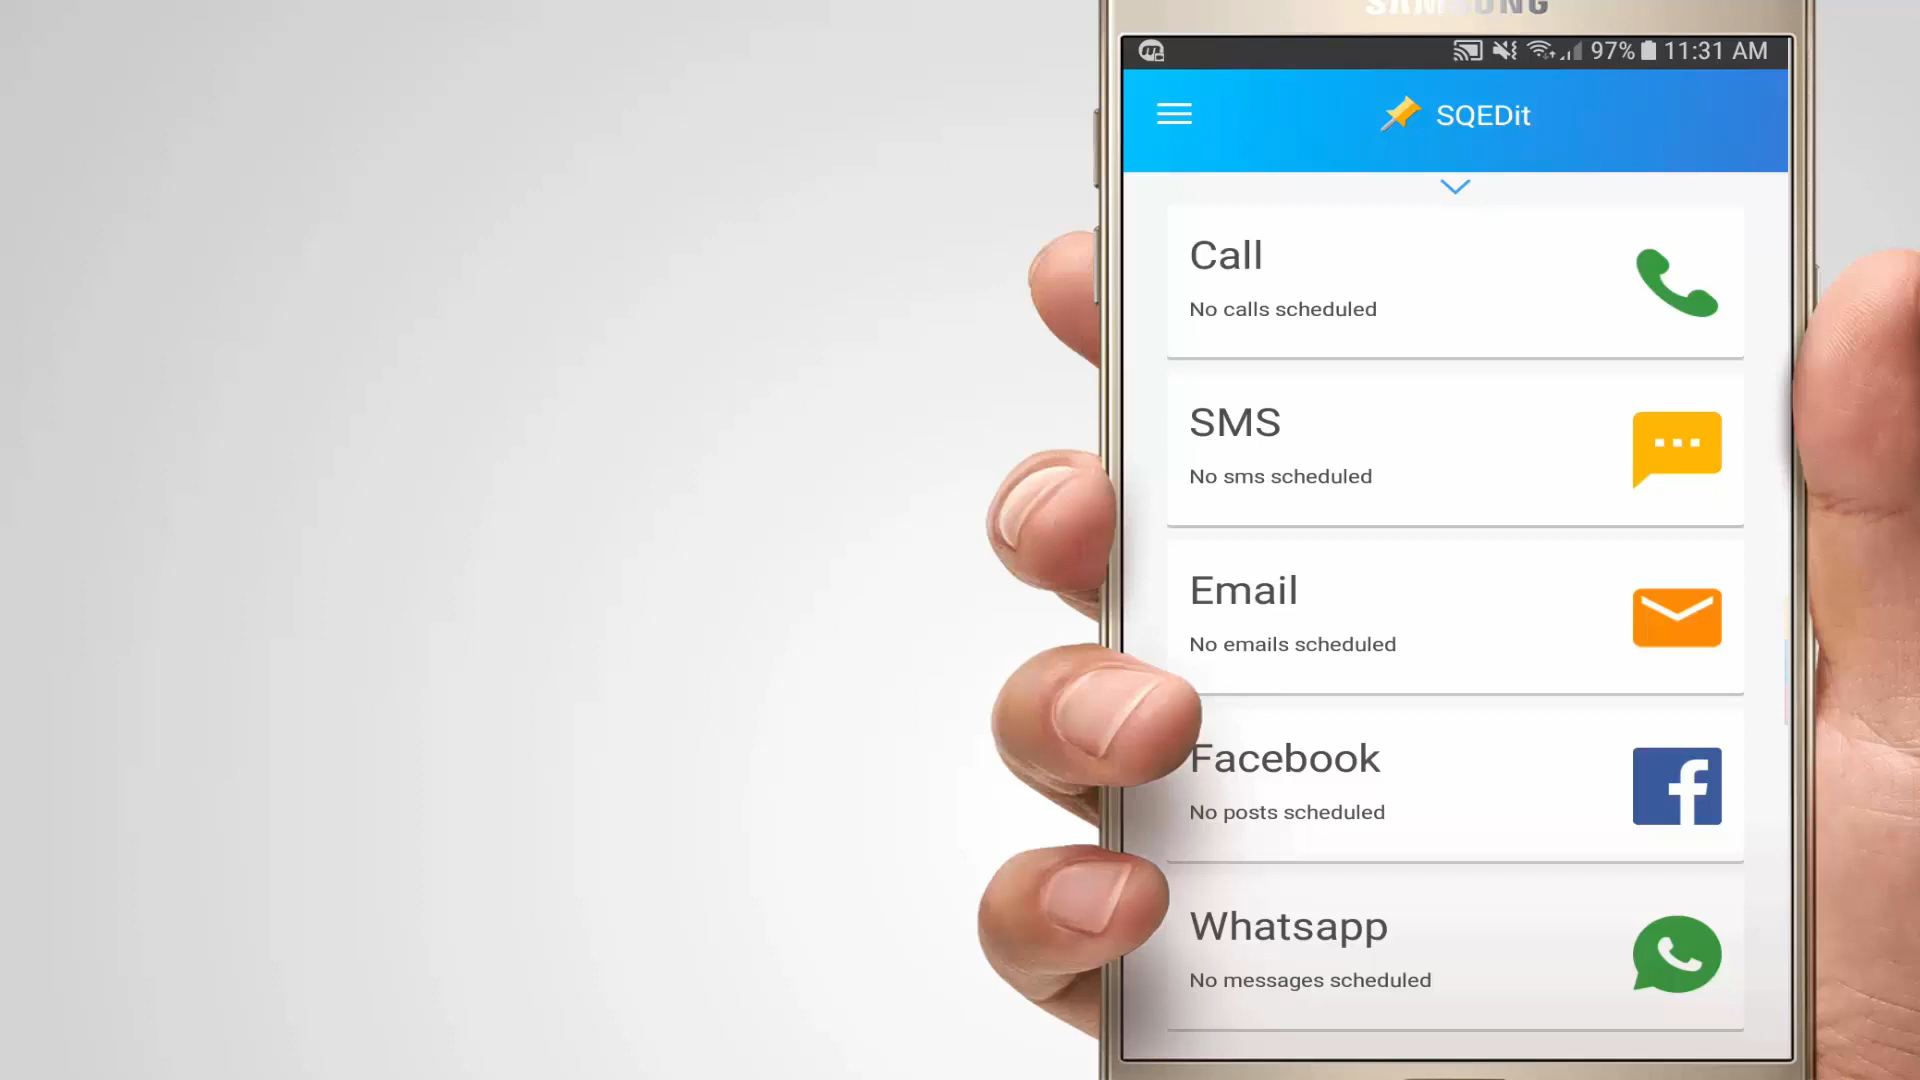 SAMSUNG
97% 11:31 AM
SQEDit
Call
No calls scheduled
SMS
No sms scheduled
Email
No emails scheduled
Facebook
No posts scheduled
Whatsapp
No messages scheduled